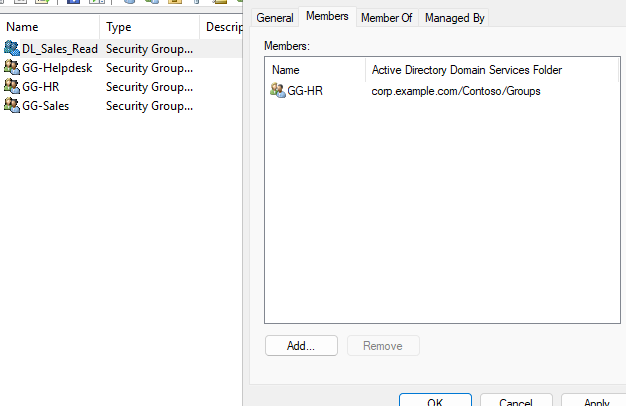 Name Type Descrip
DL_Sales_Read Security Group...
GG-Helpdesk Security Group...
GG-HR Security Group...
GG-Sales Security Group...
General Members Member Of Managed By
Members:
Name Active Directory Domain Services Folder
GG-HR corp.example.com/Contoso/Groups
Add... Remove
OK Cancel Apply